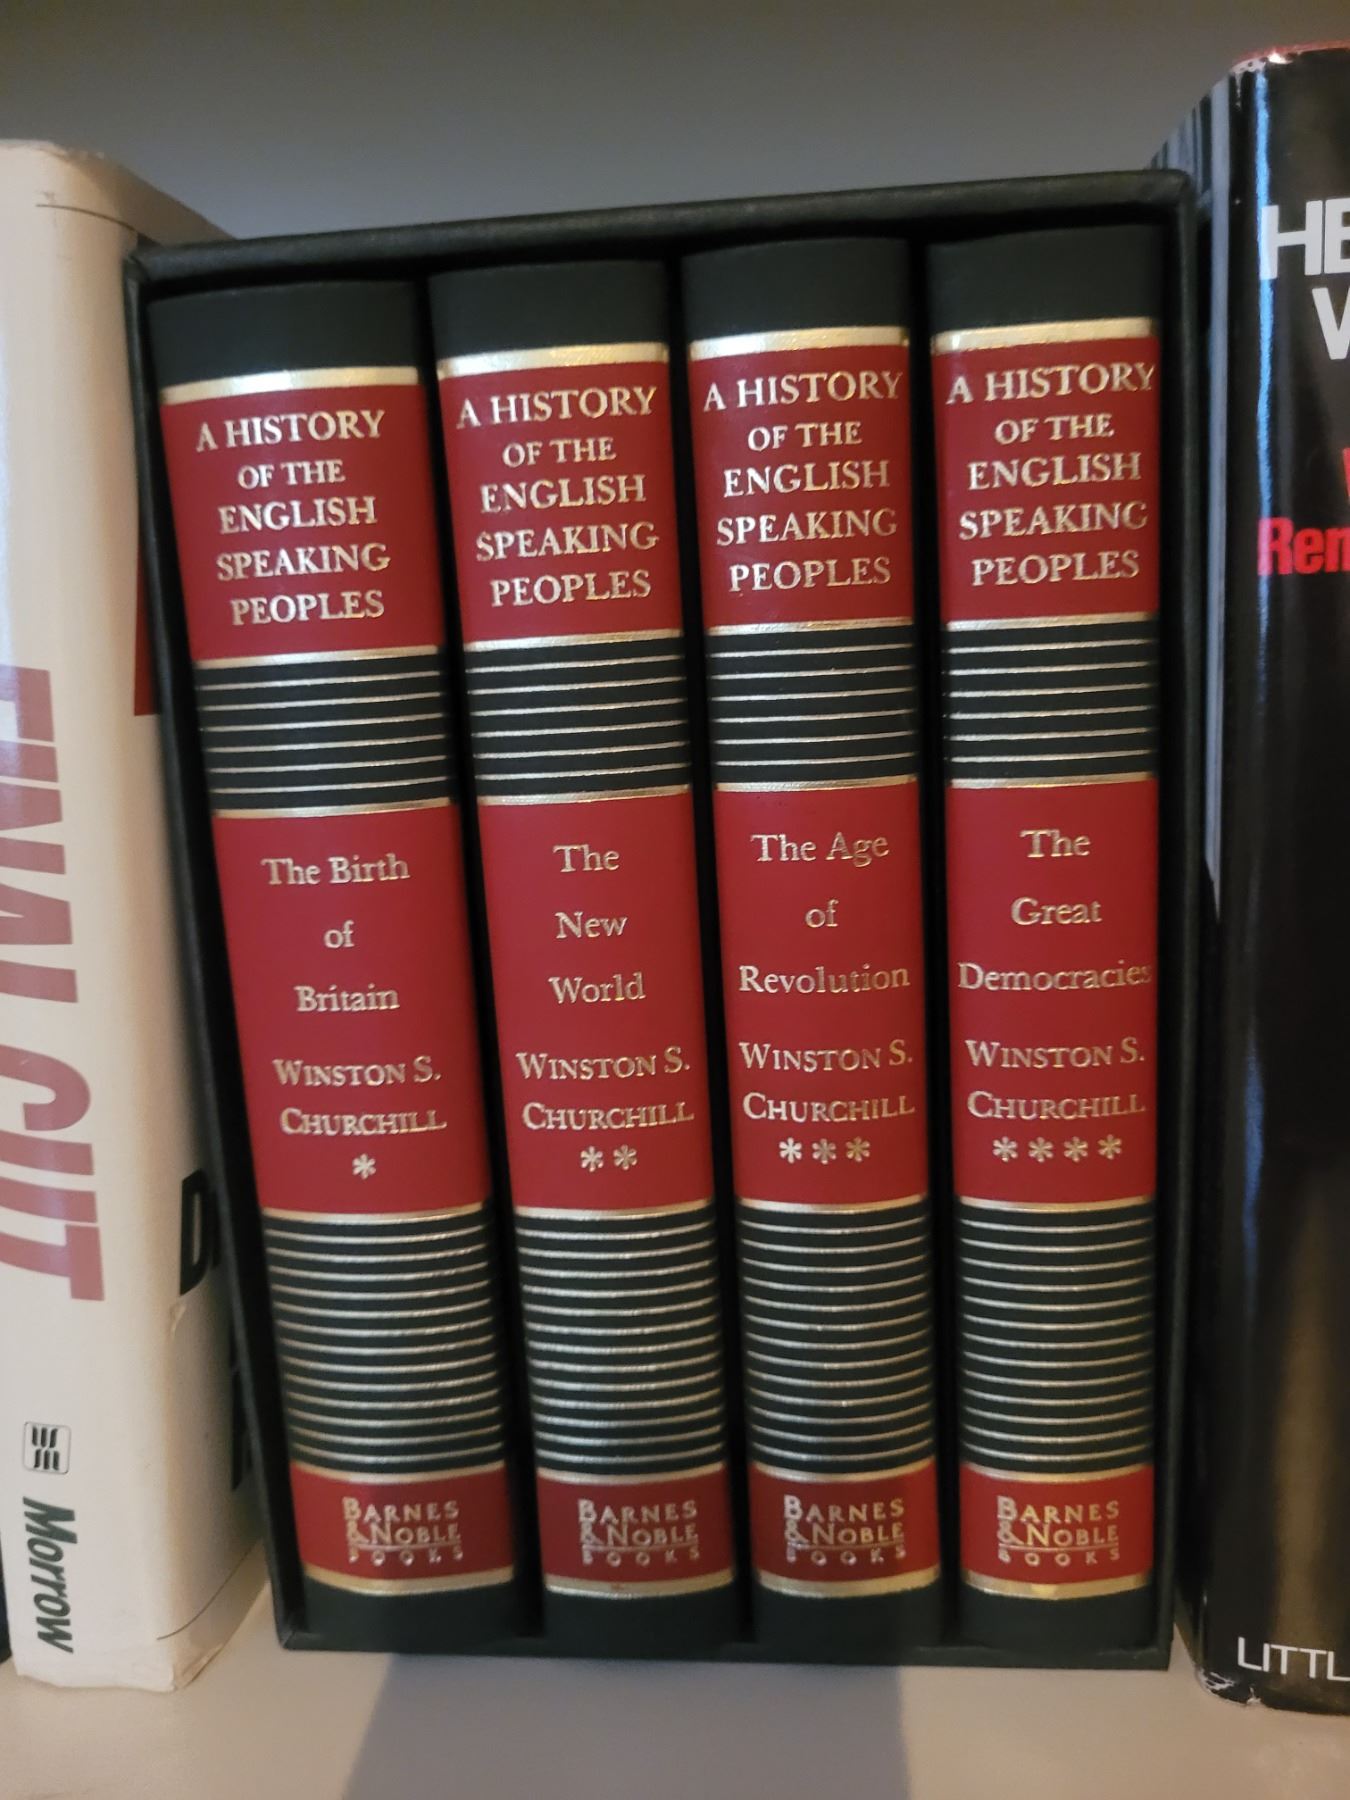 FINAL CUT
Morrow
A HISTORY
OF THE
ENGLISH
SPEAKING
PEOPLES
The Birth
of
Britain
WINSTON S.
CHURCHILL
*
BARNES
& NOBLE
BOOKS
A HISTORY
OF THE
ENGLISH
SPEAKING
PEOPLES
The
New
World
WINSTON S.
CHURCHILL
**
BARNES
& NOBLE
BOOKS
A HISTORY
OF THE
ENGLISH
SPEAKING
PEOPLES
The Age
of
Revolution
WINSTON S.
CHURCHILL
***
BARNES
& NOBLE
BOOKS
A HISTORY
OF THE
ENGLISH
SPEAKING
PEOPLES
The
Great
Democracies
WINSTON S.
CHURCHILL
****
BARNES
& NOBLE
BOOKS